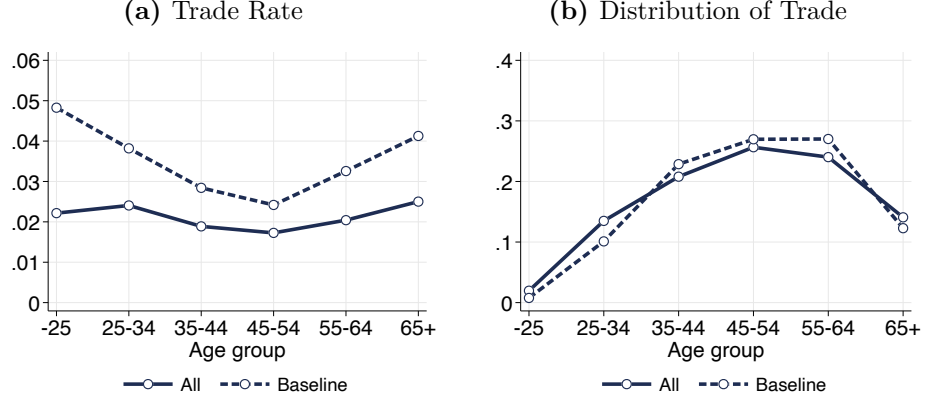 (a) Trade Rate
.06
.05
.04
.03
.02
.01
0
-25 25-34 35-44 45-54 55-64 65+
Age group
All Baseline
(b) Distribution of Trade
.4
.3
.2
.1
0
-25 25-34 35-44 45-54 55-64 65+
Age group
All Baseline